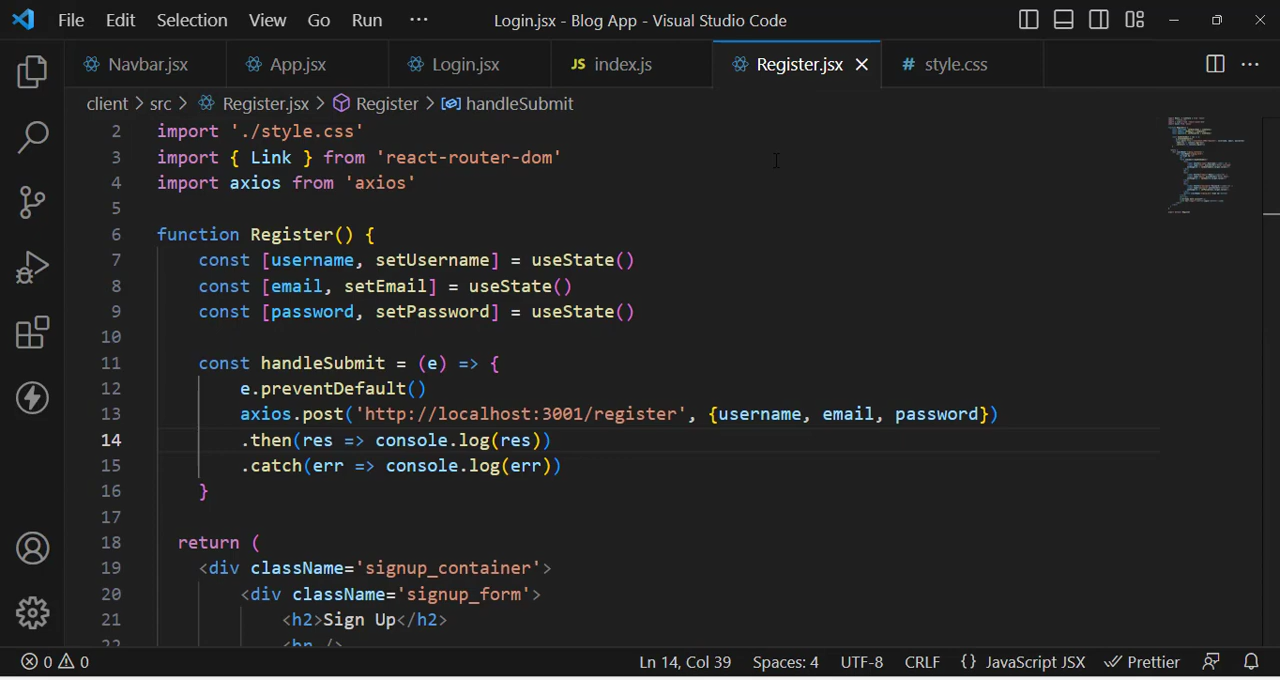 File Edit Selection View Go Run ··· Login.jsx - Blog App - Visual Studio Code
Navbar.jsx App.jsx Login.jsx JS index.js Register.jsx # style.css ···
client > src > Register.jsx > Register > handleSubmit
2 import './style.css'
3 import { Link } from 'react-router-dom'
4 import axios from 'axios'
5
6 function Register() {
7 const [username, setUsername] = useState()
8 const [email, setEmail] = useState()
9 const [password, setPassword] = useState()
10
11 const handleSubmit = (e) => {
12 e.preventDefault()
13 axios.post('http://localhost:3001/register', {username, email, password})
14 .then(res => console.log(res))
15 .catch(err => console.log(err))
16 }
17
18 return (
19 <div className='signup_container'>
20 <div className='signup_form'>
21 <h2>Sign Up</h2>
22 <br />
0 0 Ln 14, Col 39 Spaces: 4 UTF-8 CRLF {} JavaScript JSX Prettier